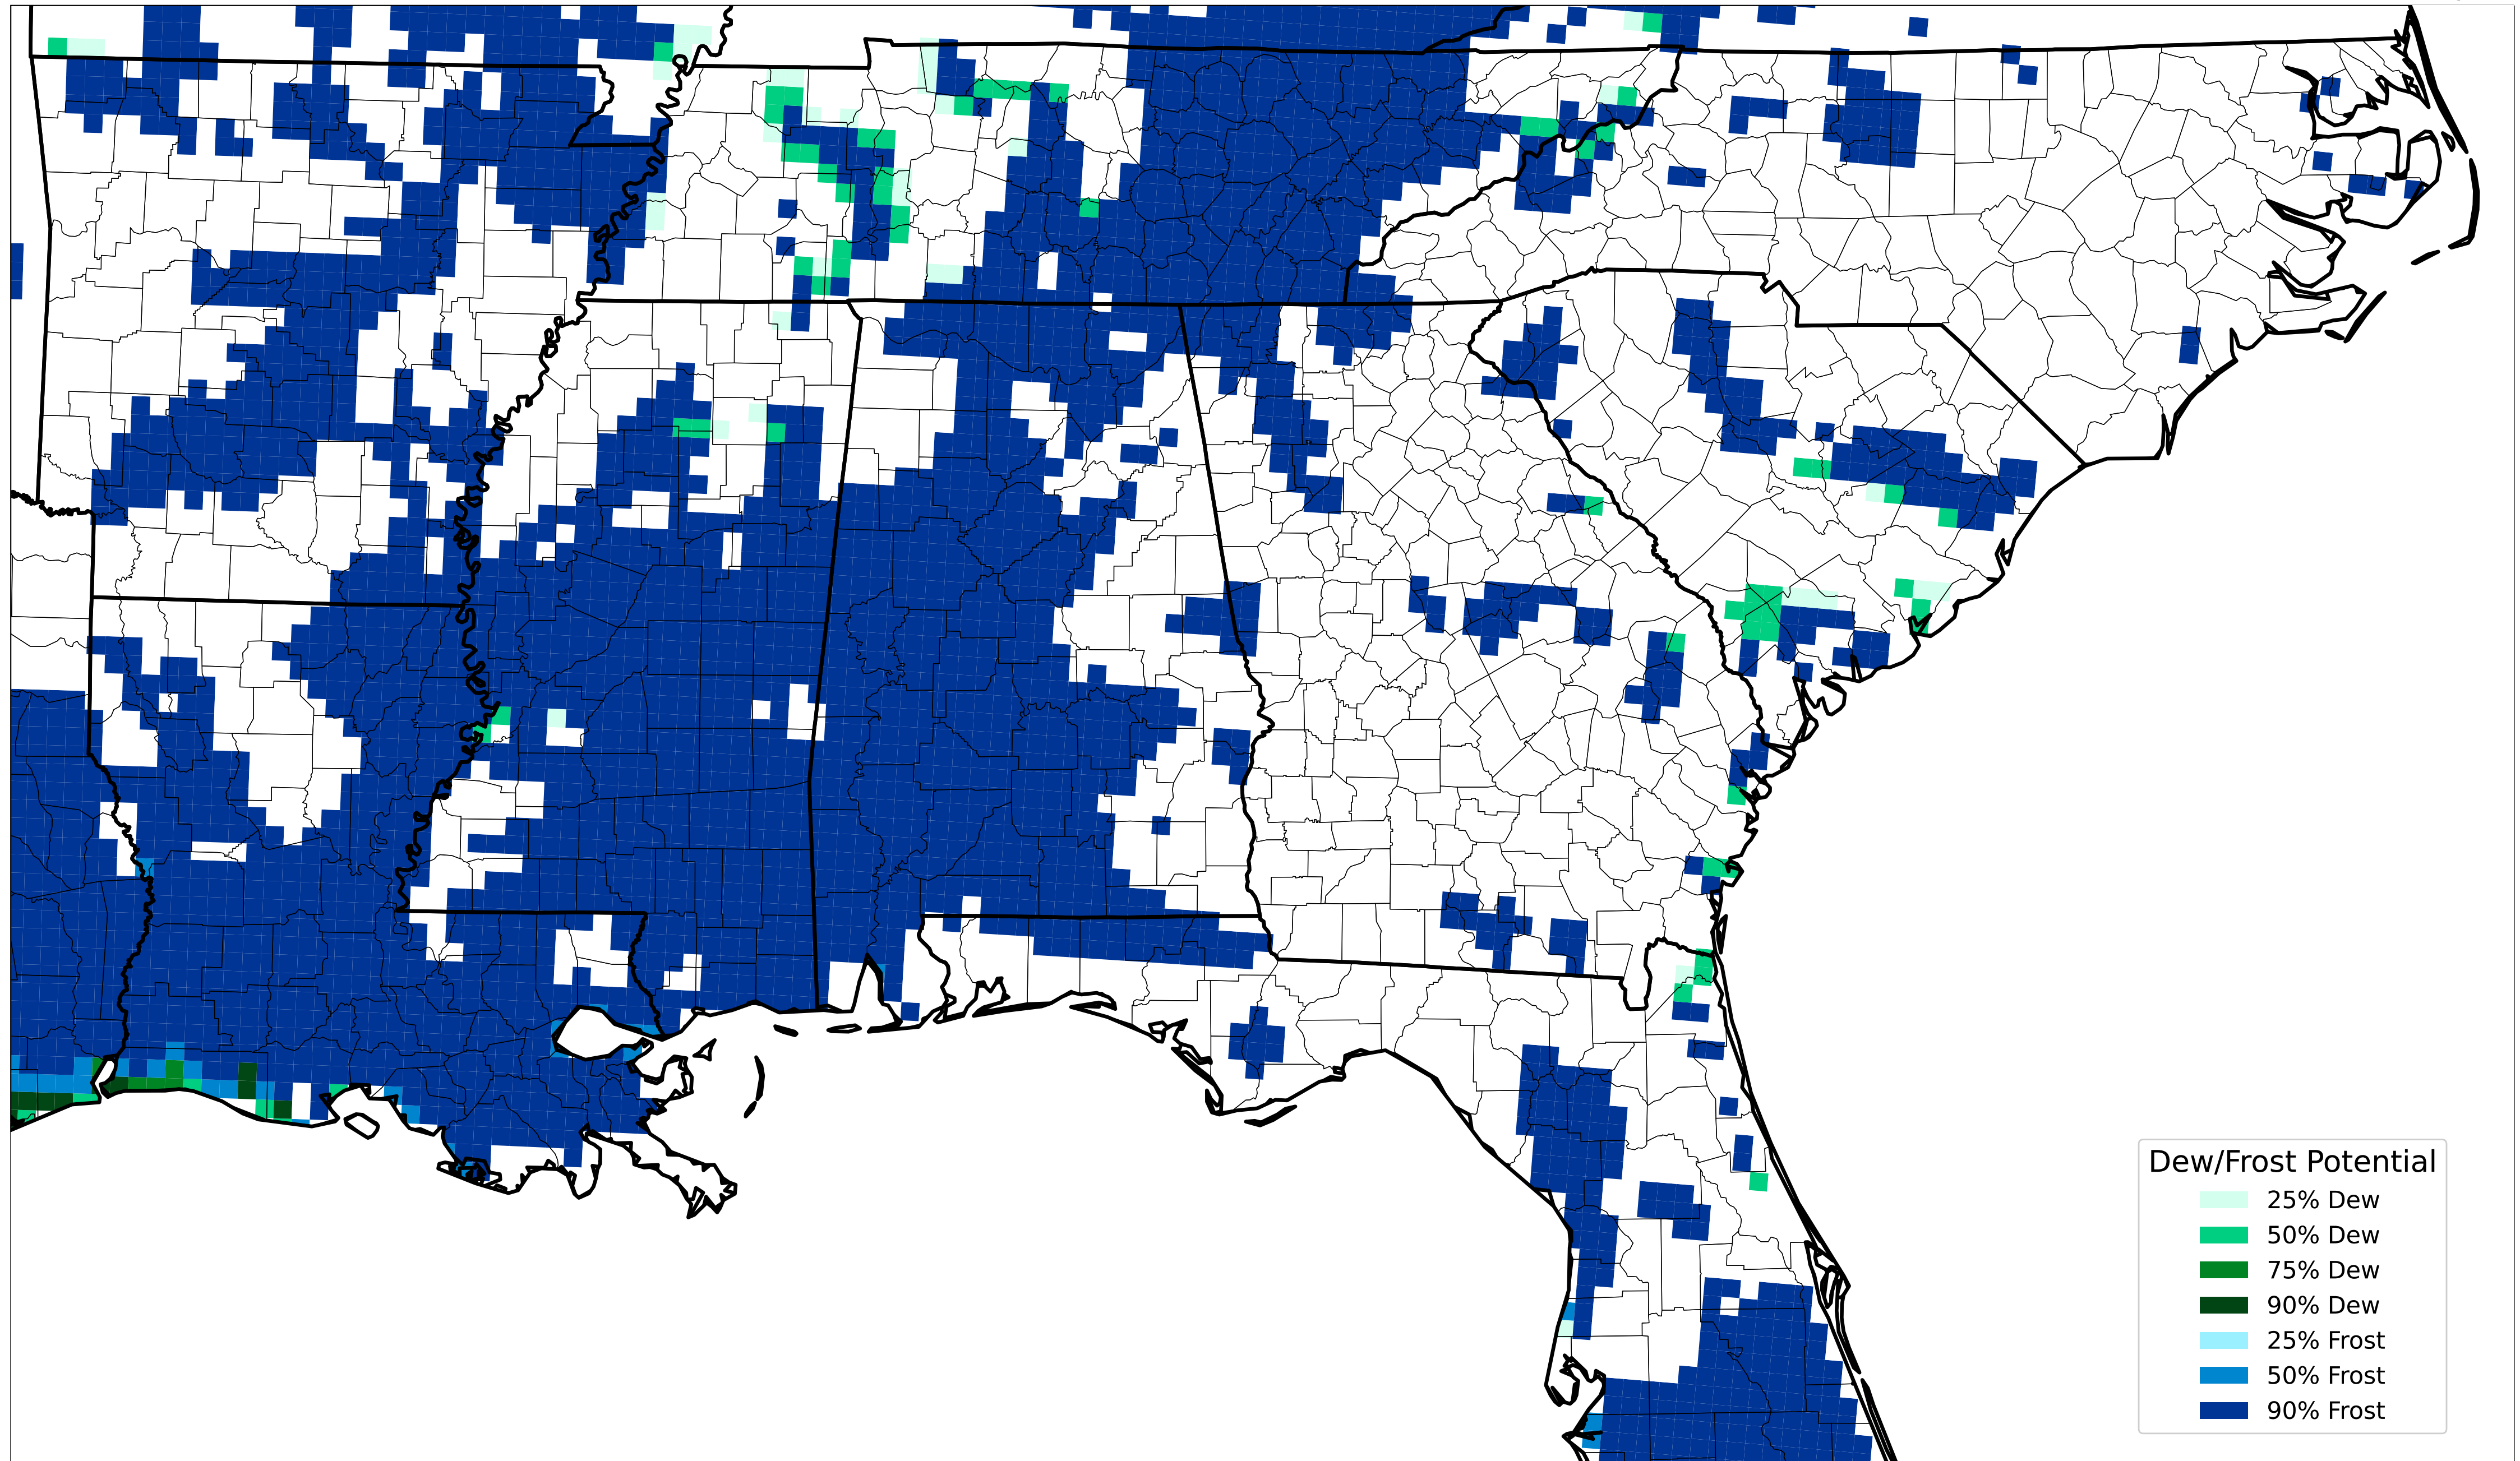 Dew/Frost Potential
25% Dew
50% Dew
75% Dew
90% Dew
25% Frost
50% Frost
90% Frost